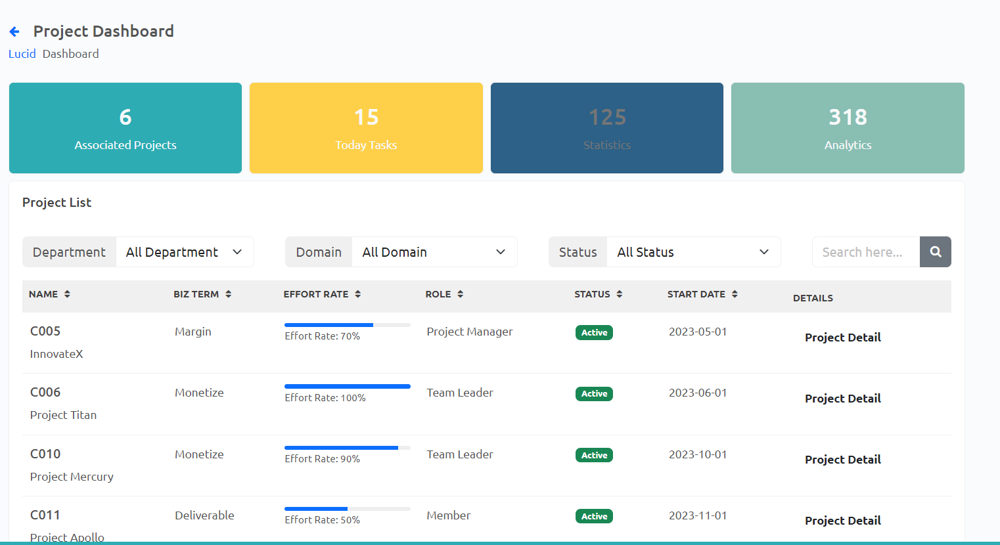 Project Dashboard
Lucid Dashboard
6
Associated Projects
15
Today Tasks
125
Statistics
318
Analytics
Project List
Department All Department
Domain All Domain
Status All Status
Search here...
NAME BIZ TERM EFFORT RATE ROLE STATUS START DATE DETAILS
C005 Margin Project Manager Active 2023-05-01
Effort Rate: 70% Project Detail
InnovateX
C006 Monetize Team Leader Active 2023-06-01
Effort Rate: 100% Project Detail
Project Titan
C010 Monetize Team Leader Active 2023-10-01
Effort Rate: 90% Project Detail
Project Mercury
C011 Deliverable Member Active 2023-11-01
Effort Rate: 50% Project Detail
Project Apollo